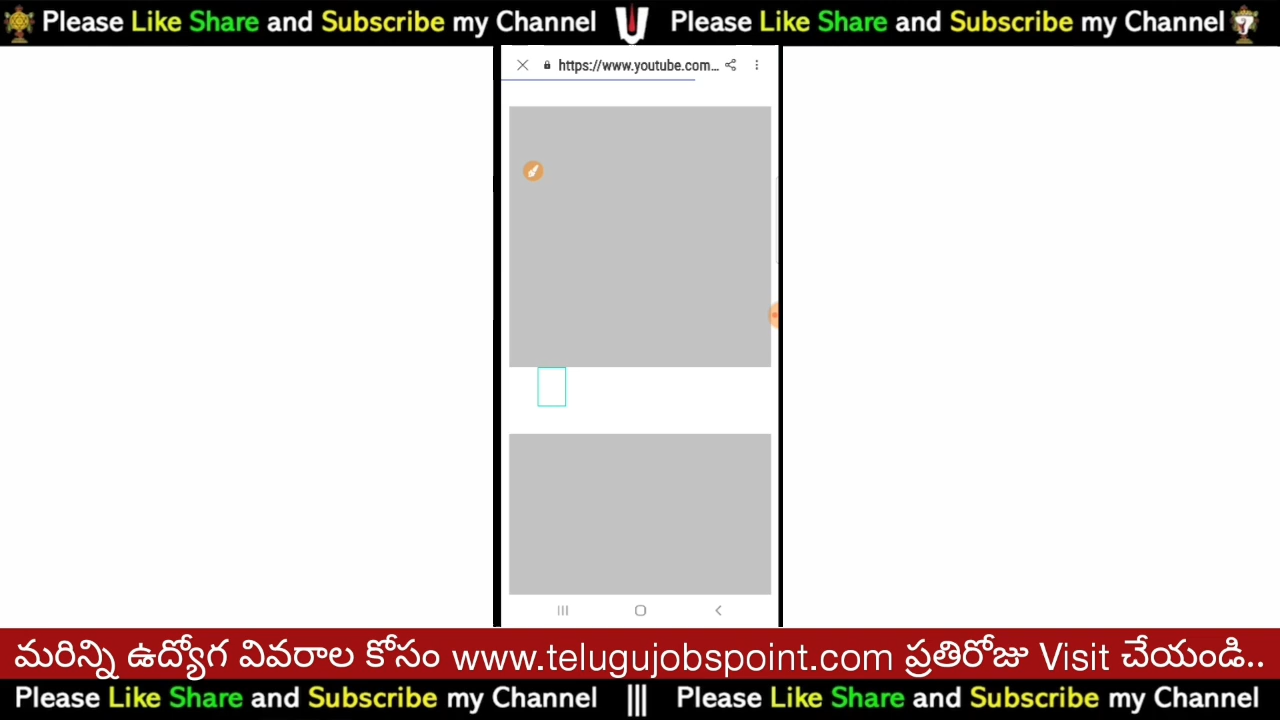 Please Like Share and Subscribe my Channel Please Like Share and Subscribe my Channel
https://www.youtube.com...
మరిన్ని ఉద్యోగ వివరాల కోసం www.telugujobspoint.com ప్రతిరోజు Visit చేయండి..
Please Like Share and Subscribe my Channel ||| Please Like Share and Subscribe my Channel